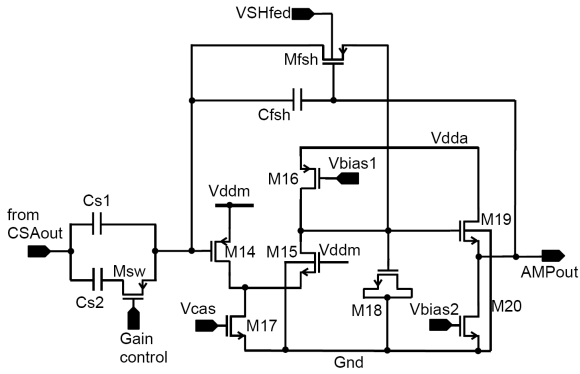 VSHfed
Mfsh
Cfsh
Vdda
M16
Vbias1
Vddm
Cs1
from
CSAout
M14
M15
Vddm
M19
AMPout
Msw
Cs2
Vcas
M17
M18
Vbias2
M20
Gain
control
Gnd